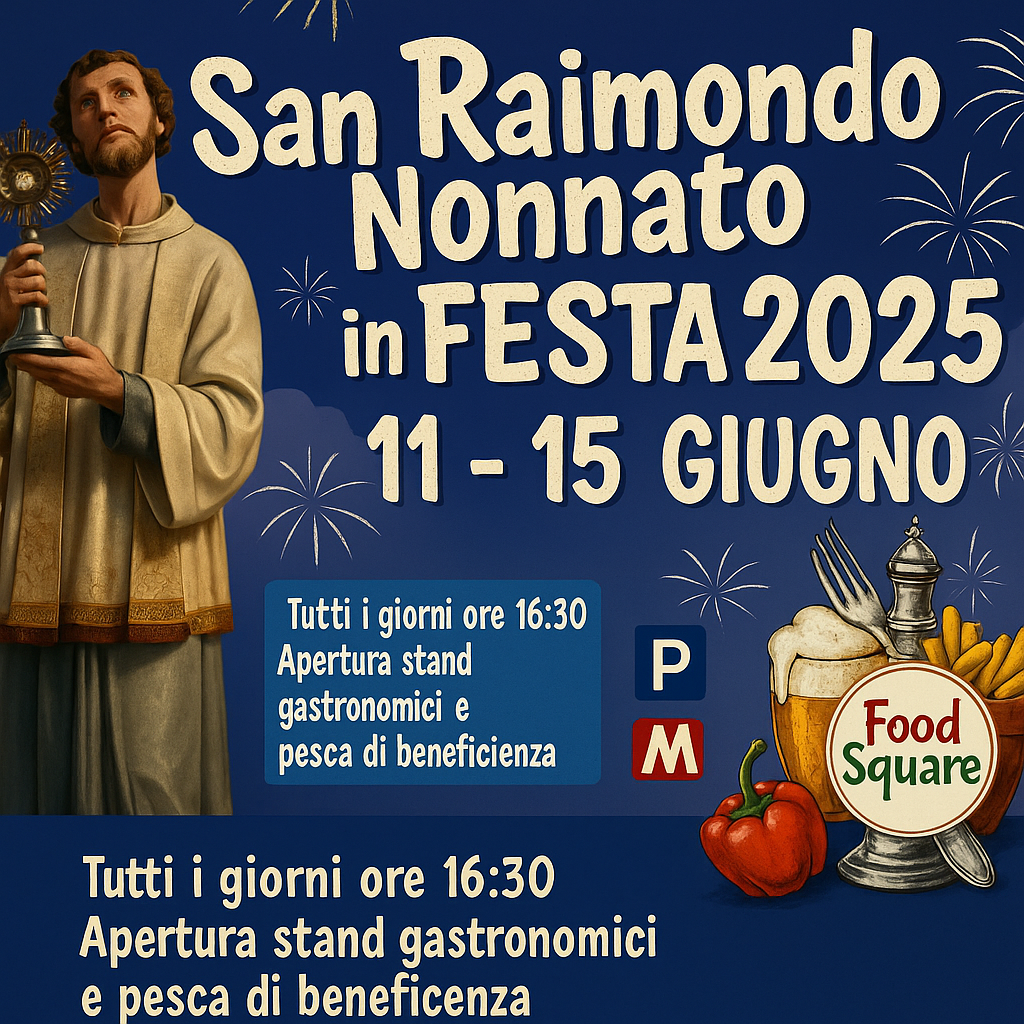 San Raimondo
Nonnato
in FESTA 2025
11 - 15 GIUGNO
Tutti i giorni ore 16:30
Apertura stand
gastronomici e
pesca di beneficienza
P
M
Food
Square
Tutti i giorni ore 16:30
Apertura stand gastronomici
e pesca di beneficenza